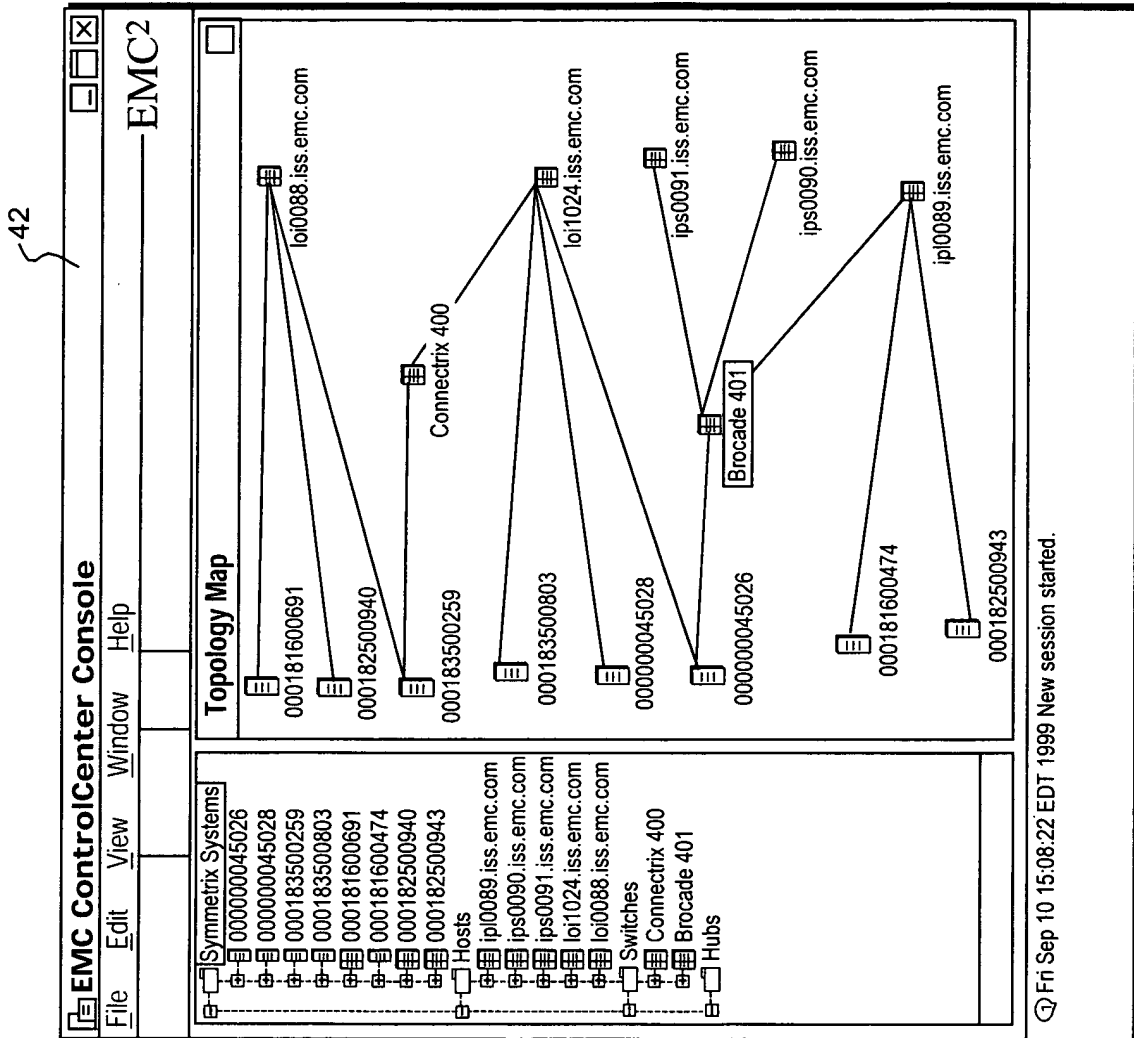 42
EMC ControlCenter Console
File Edit View Window Help
EMC²
Symmetrix Systems
000000045026
000000045028
000183500259
000183500803
000181600691
000181600474
000182500940
000182500943
Hosts
ipl0089.iss.emc.com
ips0090.iss.emc.com
ips0091.iss.emc.com
loi1024.iss.emc.com
loi0088.iss.emc.com
Switches
Connectrix 400
Brocade 401
Hubs
Topology Map
000181600691
000182500940
000183500259
000183500803
000000045028
000000045026
000181600474
000182500943
Connectrix 400
Brocade 401
loi0088.iss.emc.com
loi1024.iss.emc.com
ips0091.iss.emc.com
ips0090.iss.emc.com
ipl0089.iss.emc.com
Fri Sep 10 15:08:22 EDT 1999 New session started.